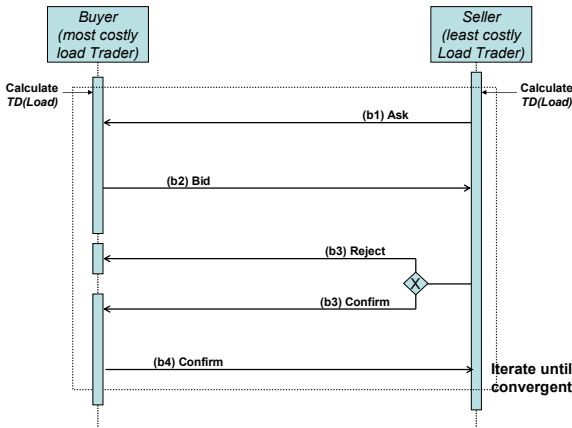 Buyer
(most costly
load Trader)
Seller
(least costly
Load Trader)
Calculate
TD(Load)
Calculate
TD(Load)
(b1) Ask
(b2) Bid
(b3) Reject
X
(b3) Confirm
(b4) Confirm
Iterate until
convergent